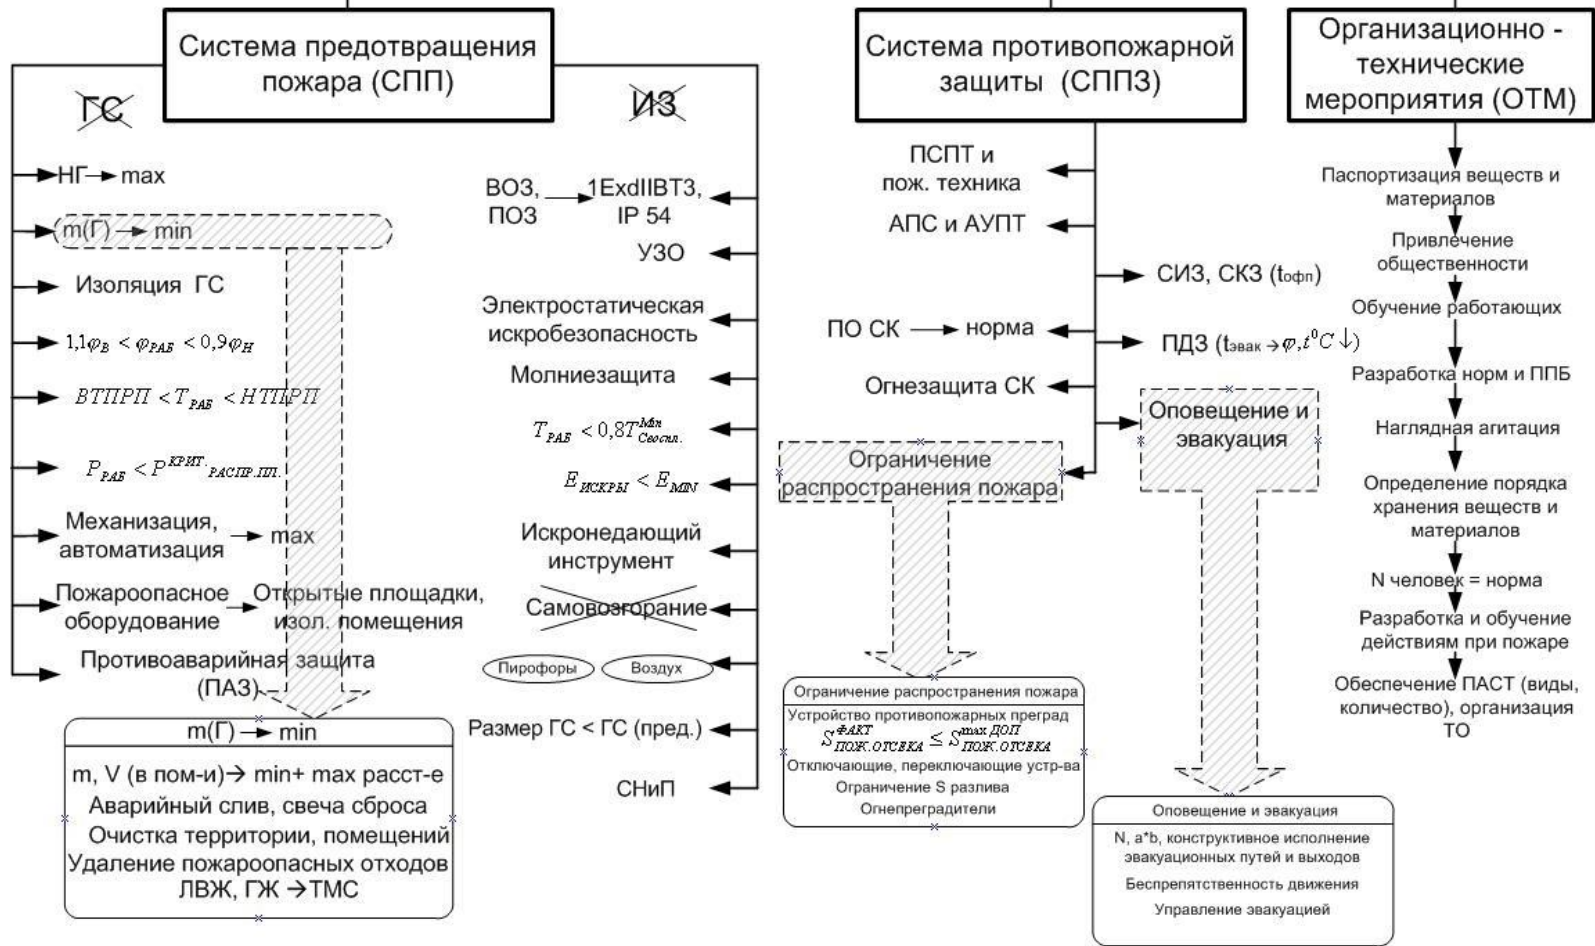 Система предотвращения
пожара (СПП)
ГС
НГ → max
m(Г) → min
Изоляция ГС
1,1φ_В < φ_РАБ < 0,9φ_Н
ВТПРП < T_РАБ < НТПРП
P_РАБ < P^КРИТ._РАСПР.ПЛ.
Механизация,
автоматизация → max
Пожароопасное
оборудование → Открытые площадки,
изол. помещения
Противоаварийная защита
(ПАЗ)
m(Г) → min
m, V (в пом-и) → min+ max расст-е
Аварийный слив, свеча сброса
Очистка территории, помещений
Удаление пожароопасных отходов
ЛВЖ, ГЖ → ТМС
ИЗ
ВОЗ,
ПОЗ → 1ExdIIBT3,
IP 54
УЗО
Электростатическая
искробезопасность
Молниезащита
T_РАБ < 0,8T^Min_Самовоспл.
E_ИСКРЫ < E_MIN
Искронедающий
инструмент
Самовозгорание
Пирофоры Воздух
Размер ГС < ГС (пред.)
СНиП
Система противопожарной
защиты (СППЗ)
ПСПТ и
пож. техника
АПС и АУПТ
СИЗ, СКЗ (tофп)
ПО СК → норма
ПДЗ (tэвак → φ, t⁰C ↓)
Огнезащита СК
Оповещение и
эвакуация
Ограничение
распространения пожара
Ограничение распространения пожара
Устройство противопожарных преград
S^ФАКТ_ПОЖ.ОТСЕКА ≤ S^max ДОП_ПОЖ.ОТСЕКА
Отключающие, переключающие устр-ва
Ограничение S разлива
Огнепреградители
Оповещение и эвакуация
N, a*b, конструктивное исполнение
эвакуационных путей и выходов
Беспрепятственность движения
Управление эвакуацией
Организационно -
технические
мероприятия (ОТМ)
Паспортизация веществ и
материалов
Привлечение
общественности
Обучение работающих
Разработка норм и ППБ
Наглядная агитация
Определение порядка
хранения веществ и
материалов
N человек = норма
Разработка и обучение
действиям при пожаре
Обеспечение ПАСТ (виды,
количество), организация
ТО